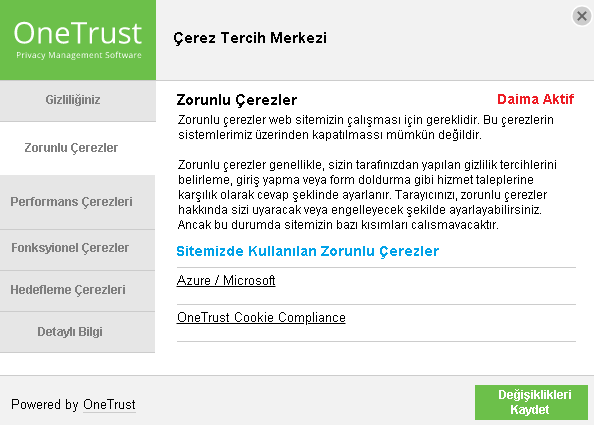 OneTrust
Privacy Management Software
Çerez Tercih Merkezi
Gizliliğiniz
Zorunlu Çerezler
Performans Çerezleri
Fonksyionel Çerezler
Hedefleme Çerezleri
Detaylı Bilgi
Zorunlu Çerezler
Daima Aktif
Zorunlu çerezler web sitemizin çalışması için gereklidir. Bu çerezlerin
sistemlerimiz üzerinden kapatılmassı mümkün değildir.
Zorunlu çerezler genellikle, sizin tarafınızdan yapılan gizlilik tercihlerini
belirleme, giriş yapma veya form doldurma gibi hizmet taleplerine
karşılık olarak cevap şeklinde ayarlanır. Tarayıcınızı, zorunlu çerezler
hakkında sizi uyaracak veya engelleyecek şekilde ayarlayabilirsiniz.
Ancak bu durumda sitemizin bazı kısımları calısmavacaktır.
Sitemizde Kullanılan Zorunlu Çerezler
Azure / Microsoft
OneTrust Cookie Compliance
Powered by OneTrust
Değişiklikleri
Kaydet